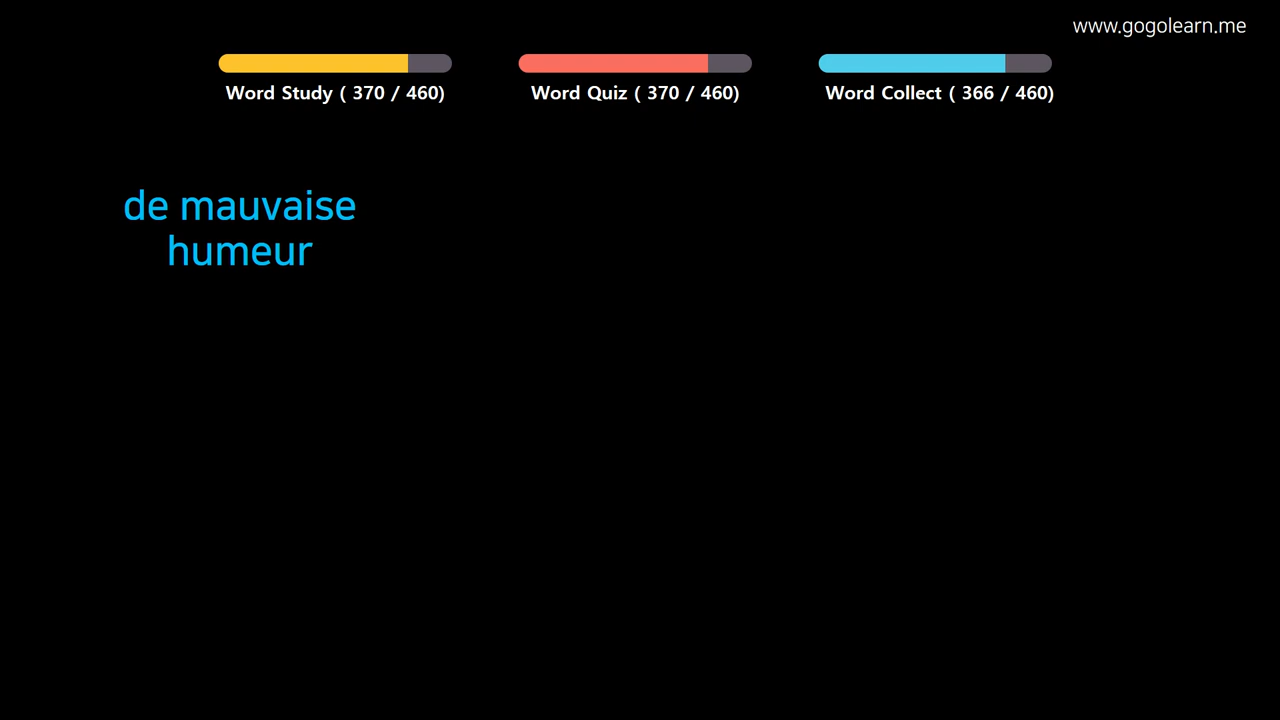 www.gogolearn.me
Word Study ( 370 / 460)
Word Quiz ( 370 / 460)
Word Collect ( 366 / 460)
de mauvaise
humeur